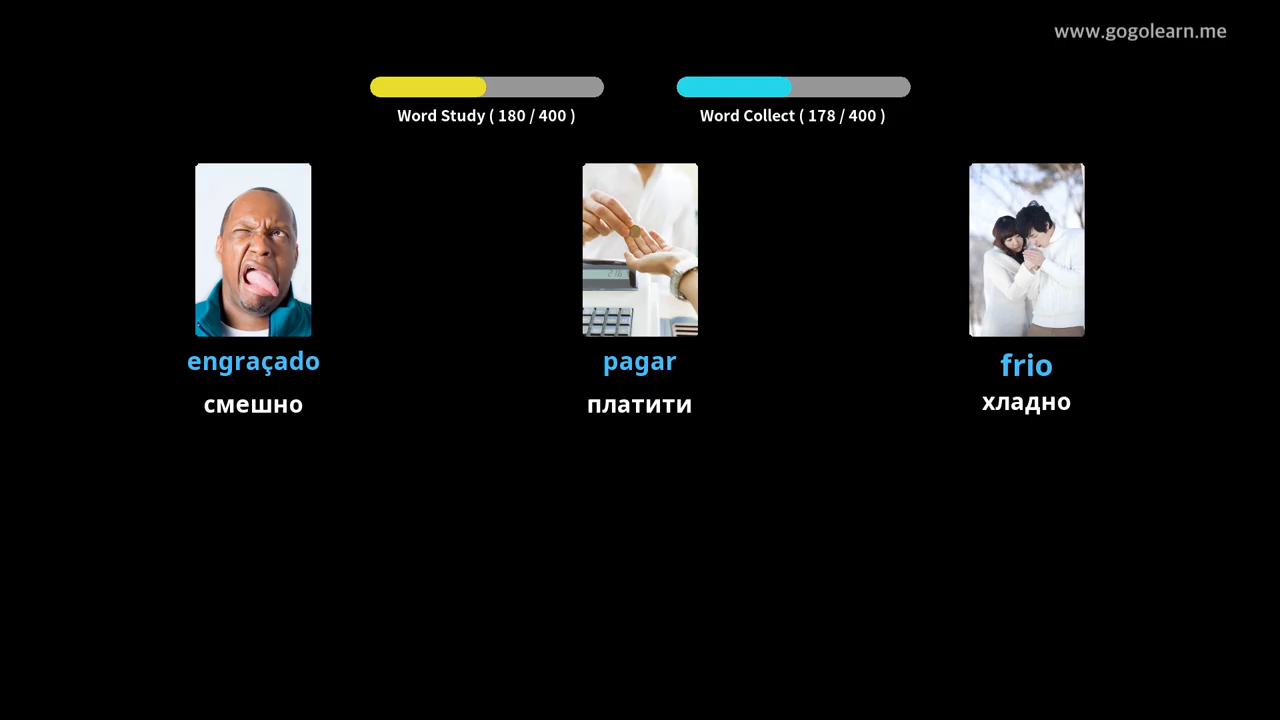 www.gogolearn.me
Word Study ( 180 / 400 )
Word Collect ( 178 / 400 )
engraçado
pagar
frio
смешно
платити
хладно